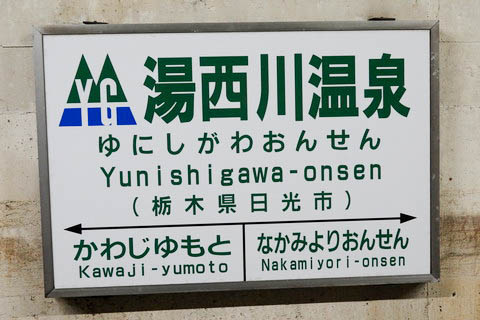 YG 湯西川温泉
ゆにしがわおんせん
Yunishigawa-onsen
(栃木県日光市)
かわじゆもと
Kawaji-yumoto
なかみよりおんせん
Nakamiyori-onsen